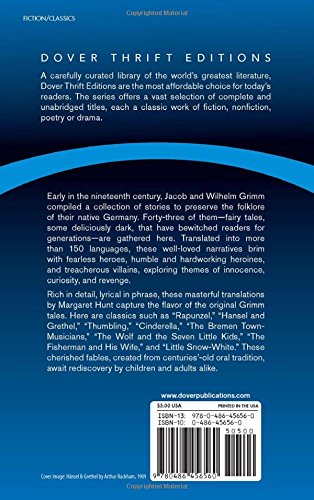 FICTION/CLASSICS
DOVER THRIFT EDITIONS
A carefully curated library of the world's greatest literature,
Dover Thrift Editions are the most affordable choice for today's
readers. The series offers a vast selection of complete and
unabridged titles, each a classic work of fiction, nonfiction,
poetry or drama.
Early in the nineteenth century, Jacob and Wilhelm Grimm
compiled a collection of stories to preserve the folklore
of their native Germany. Forty-three of them—fairy tales,
some deliciously dark, that have bewitched readers for
generations—are gathered here. Translated into more
than 150 languages, these well-loved narratives brim
with fearless heroes, humble and hardworking heroines,
and treacherous villains, exploring themes of innocence,
curiosity, and revenge.
Rich in detail, lyrical in phrase, these masterful translations
by Margaret Hunt capture the flavor of the original Grimm
tales. Here are classics such as "Rapunzel," "Hansel and
Grethel," "Thumbling," "Cinderella," "The Bremen Town-
Musicians," "The Wolf and the Seven Little Kids," "The
Fisherman and His Wife," and "Little Snow-White." These
cherished fables, created from centuries'-old oral tradition,
await rediscovery by children and adults alike.
www.doverpublications.com
$5.00 USA PRINTED IN THE USA
ISBN-13: 978-0-486-45656-0
ISBN-10: 0-486-45656-0
50500
9 780486 456560
Cover image: Hänsel & Grethel by Arthur Rackham, 1909